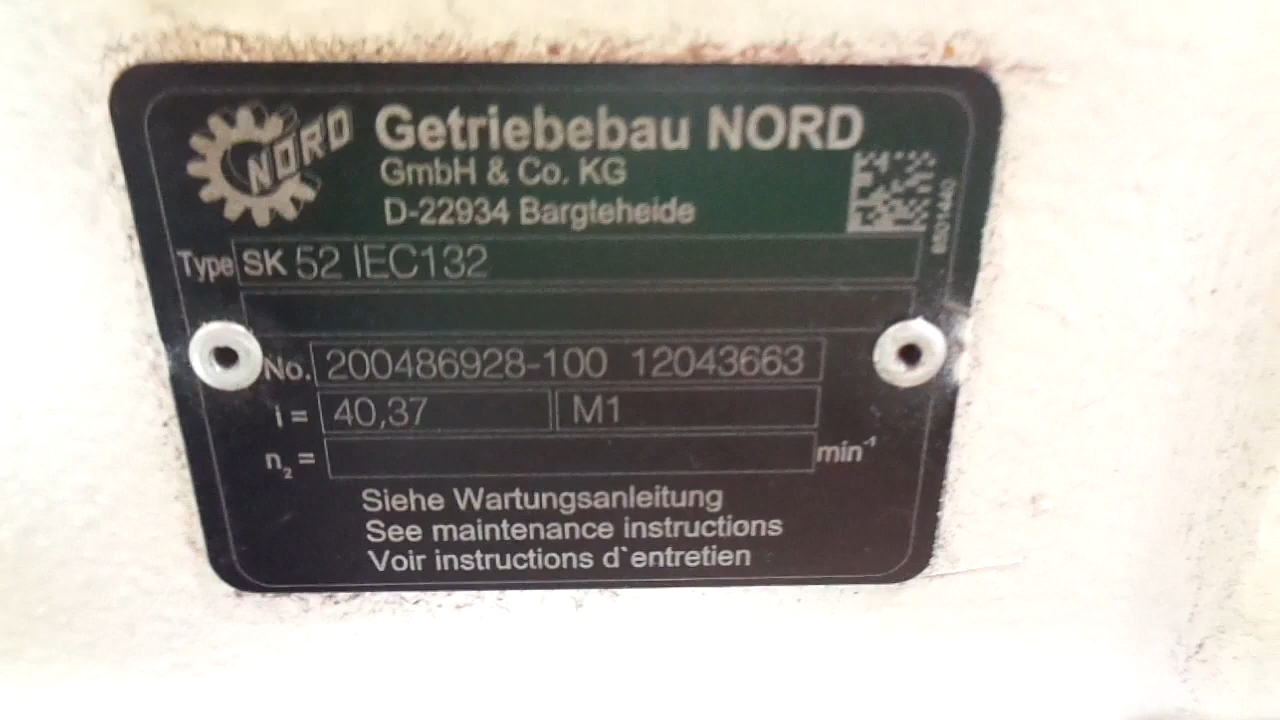 NORD
Getriebebau NORD
GmbH & Co. KG
D-22934 Bargteheide
Type SK 52 IEC132
No. 200486928-100 12043663
i = 40,37 M1
n₂ = min⁻¹
Siehe Wartungsanleitung
See maintenance instructions
Voir instructions d`entretien